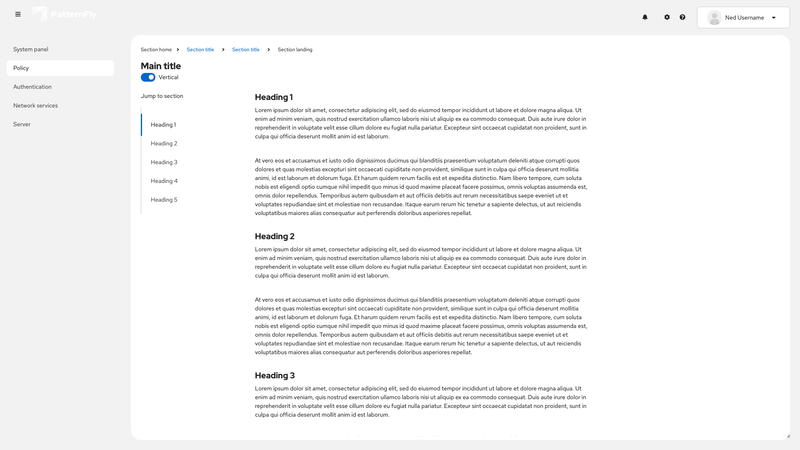 PatternFly
Ned Username
System panel
Policy
Authentication
Network services
Server
Section home
Section title
Section title
Section landing
Main title
Vertical
Jump to section
Heading 1
Heading 2
Heading 3
Heading 4
Heading 5
Heading 1
Lorem ipsum dolor sit amet, consectetur adipiscing elit, sed do eiusmod tempor incididunt ut labore et dolore magna aliqua. Ut
enim ad minim veniam, quis nostrud exercitation ullamco laboris nisi ut aliquip ex ea commodo consequat. Duis aute irure dolor in
reprehenderit in voluptate velit esse cillum dolore eu fugiat nulla pariatur. Excepteur sint occaecat cupidatat non proident, sunt in
culpa qui officia deserunt mollit anim id est laborum.
At vero eos et accusamus et iusto odio dignissimos ducimus qui blanditiis praesentium voluptatum deleniti atque corrupti quos
dolores et quas molestias excepturi sint occaecati cupiditate non provident, similique sunt in culpa qui officia deserunt mollitia
animi, id est laborum et dolorum fuga. Et harum quidem rerum facilis est et expedita distinctio. Nam libero tempore, cum soluta
nobis est eligendi optio cumque nihil impedit quo minus id quod maxime placeat facere possimus, omnis voluptas assumenda est,
omnis dolor repellendus. Temporibus autem quibusdam et aut officiis debitis aut rerum necessitatibus saepe eveniet ut et
voluptates repudiandae sint et molestiae non recusandae. Itaque earum rerum hic tenetur a sapiente delectus, ut aut reiciendis
voluptatibus maiores alias consequatur aut perferendis doloribus asperiores repellat.
Heading 2
Lorem ipsum dolor sit amet, consectetur adipiscing elit, sed do eiusmod tempor incididunt ut labore et dolore magna aliqua. Ut
enim ad minim veniam, quis nostrud exercitation ullamco laboris nisi ut aliquip ex ea commodo consequat. Duis aute irure dolor in
reprehenderit in voluptate velit esse cillum dolore eu fugiat nulla pariatur. Excepteur sint occaecat cupidatat non proident, sunt in
culpa qui officia deserunt mollit anim id est laborum.
At vero eos et accusamus et iusto odio dignissimos ducimus qui blanditiis praesentium voluptatum deleniti atque corrupti quos
dolores et quas molestias excepturi sint occaecati cupiditate non provident, similique sunt in culpa qui officia deserunt mollitia
animi, id est laborum et dolorum fuga. Et harum quidem rerum facilis est et expedita distinctio. Nam libero tempore, cum soluta
nobis est eligendi optio cumque nihil impedit quo minus id quod maxime placeat facere possimus, omnis voluptas assumenda est,
omnis dolor repellendus. Temporibus autem quibusdam et aut officiis debitis aut rerum necessitatibus saepe eveniet ut et
voluptates repudiandae sint et molestiae non recusandae. Itaque earum rerum hic tenetur a sapiente delectus, ut aut reiciendis
voluptatibus maiores alias consequatur aut perferendis doloribus asperiores repellat.
Heading 3
Lorem ipsum dolor sit amet, consectetur adipiscing elit, sed do eiusmod tempor incididunt ut labore et dolore magna aliqua. Ut
enim ad minim veniam, quis nostrud exercitation ullamco laboris nisi ut aliquip ex ea commodo consequat. Duis aute irure dolor in
reprehenderit in voluptate velit esse cillum dolore eu fugiat nulla pariatur. Excepteur sint occaecat cupidatat non proident, sunt in
culpa qui officia deserunt mollit anim id est laborum.